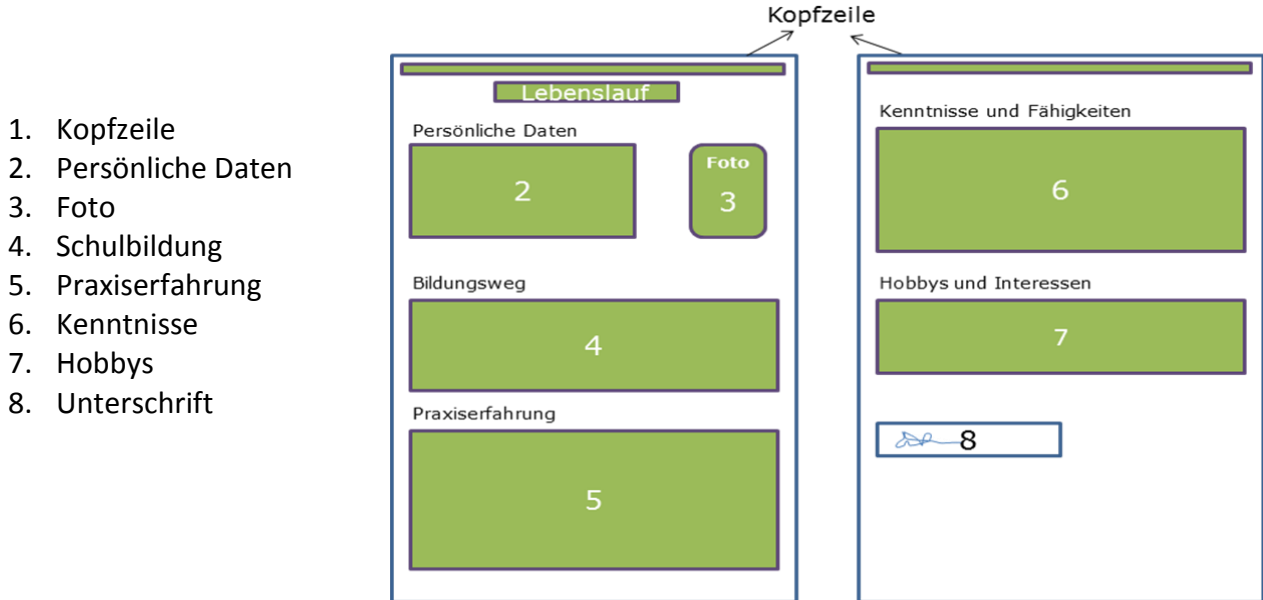 1. Kopfzeile
2. Persönliche Daten
3. Foto
4. Schulbildung
5. Praxiserfahrung
6. Kenntnisse
7. Hobbys
8. Unterschrift
Kopfzeile
Lebenslauf
Persönliche Daten
2
Foto
3
Bildungsweg
4
Praxiserfahrung
5
Kenntnisse und Fähigkeiten
6
Hobbys und Interessen
7
8